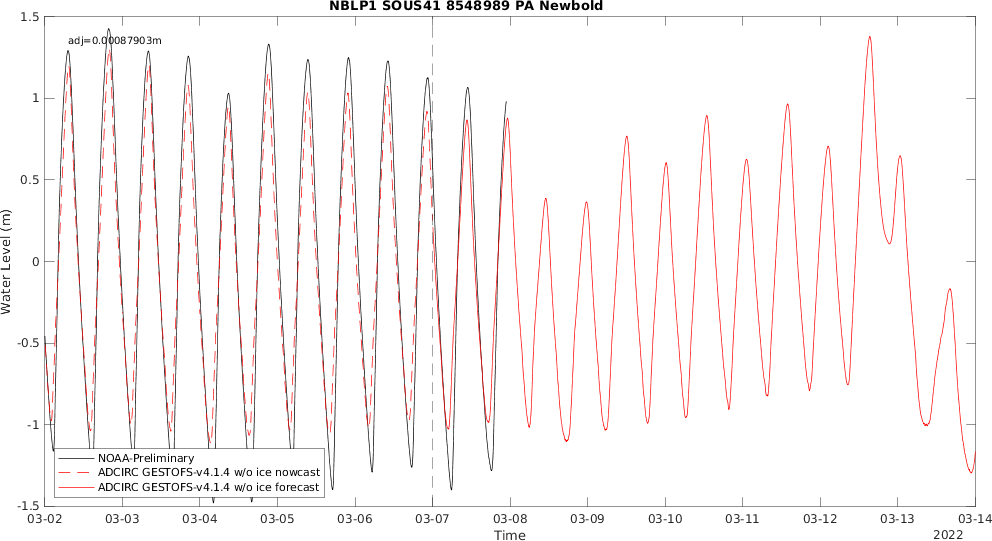 NBLP1 SOUS41 8548989 PA Newbold
adj=0.00087903m
1.5
1
0.5
0
-0.5
-1
-1.5
Water Level (m)
NOAA-Preliminary
ADCIRC GESTOFS-v4.1.4 w/o ice nowcast
ADCIRC GESTOFS-v4.1.4 w/o ice forecast
03-02 03-03 03-04 03-05 03-06 03-07 03-08 03-09 03-10 03-11 03-12 03-13 03-14
Time
2022